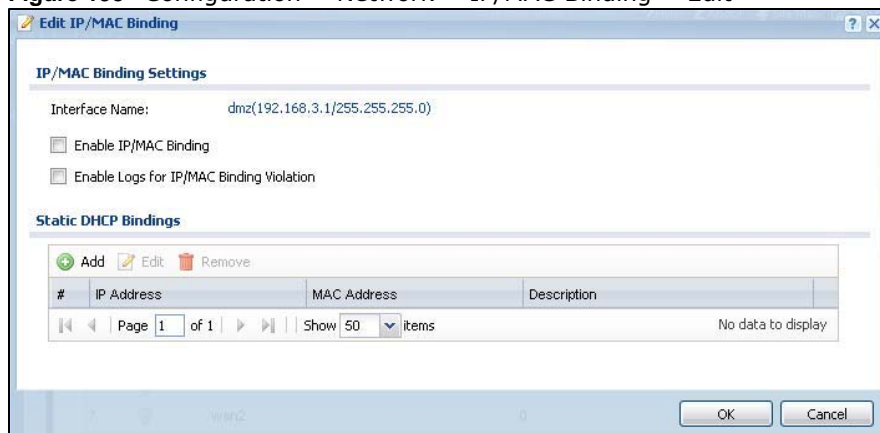 Edit IP/MAC Binding
IP/MAC Binding Settings
Interface Name: dmz(192.168.3.1/255.255.255.0)
Enable IP/MAC Binding
Enable Logs for IP/MAC Binding Violation
Static DHCP Bindings
Add Edit Remove
# IP Address MAC Address Description
Page 1 of 1 Show 50 items No data to display
wan2 0
OK Cancel